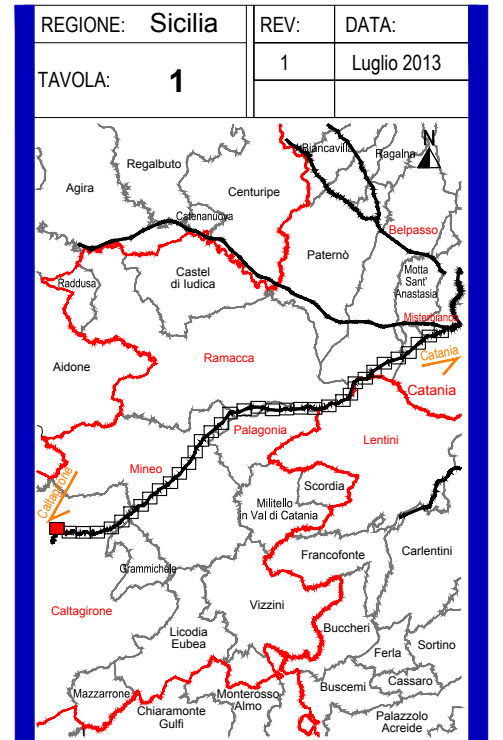 REGIONE: Sicilia REV: DATA:
TAVOLA: 1 1 Luglio 2013
N
Biancavilla
Ragalna
Regalbuto
Agira
Centuripe
Catenanuova
Belpasso
Paternò
Motta
Sant'
Anastasia
Castel
di Iudica
Raddusa
Misterbianco
Ramacca
Catania
Aidone
Catania
Palagonia
Lentini
Mineo
Scordia
Caltagirone
Militello
in Val di Catania
Francofonte
Carlentini
Grammichele
Caltagirone
Vizzini
Buccheri
Licodia
Eubea
Sortino
Ferla
Cassaro
Buscemi
Mazzarrone
Monterosso
Almo
Chiaramonte
Gulfi
Palazzolo
Acreide